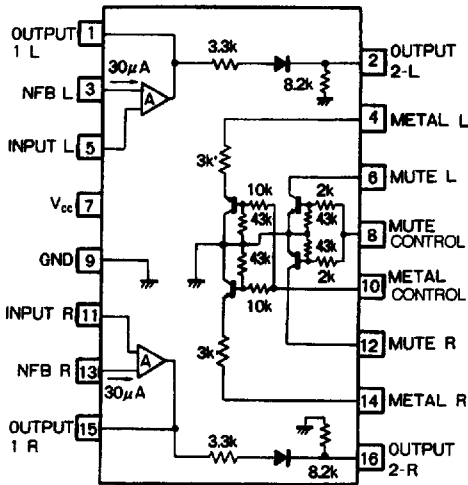 OUTPUT 1
1 L
3.3k
2 OUTPUT
2-L
30μA
8.2k
NFB L 3
A
4 METAL L
INPUT L 5
3k
6 MUTE L
10k
2k
Vcc 7
43k
43k
8 MUTE
CONTROL
43k
43k
GND 9
2k
10 METAL
CONTROL
10k
INPUT R 11
12 MUTE R
A
3k
NFB R 13
30μA
14 METAL R
OUTPUT 15
1 R
3.3k
16 OUTPUT
2-R
8.2k